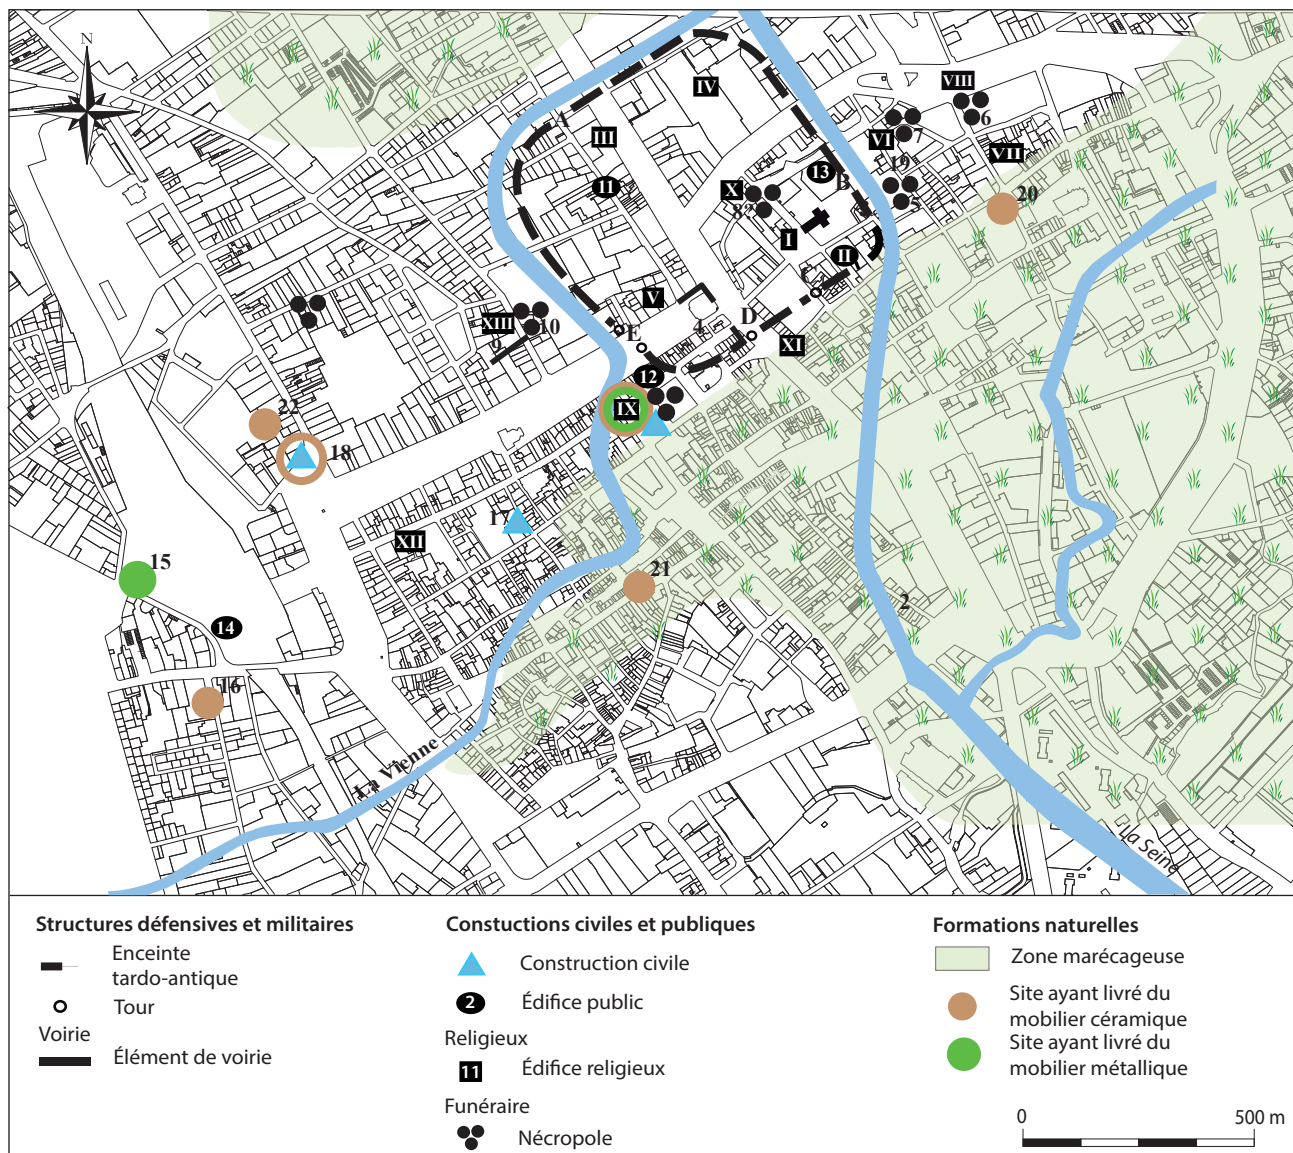 N
A
III
IV
VIII
6
7
VI
VII
19
11
13
B
X
8?
5
20
I
II
C
V
4
D
E
XI
XIII
10
9
12
IX
22
18
17
XII
15
21
2
14
16
La Vienne
La Seine
Structures défensives et militaires
Enceinte
tardo-antique
Tour
Voirie
Élément de voirie
Constuctions civiles et publiques
Construction civile
2
Édifice public
Religieux
11
Édifice religieux
Funéraire
Nécropole
Formations naturelles
Zone marécageuse
Site ayant livré du
mobilier céramique
Site ayant livré du
mobilier métallique
0 500 m